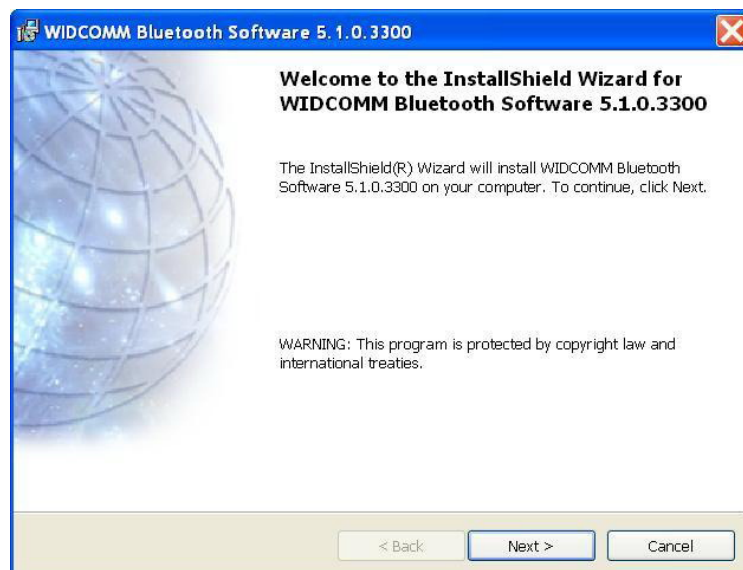 WIDCOMM Bluetooth Software 5.1.0.3300
Welcome to the InstallShield Wizard for
WIDCOMM Bluetooth Software 5.1.0.3300
The InstallShield(R) Wizard will install WIDCOMM Bluetooth
Software 5.1.0.3300 on your computer. To continue, click Next.
WARNING: This program is protected by copyright law and
international treaties.
< Back Next > Cancel